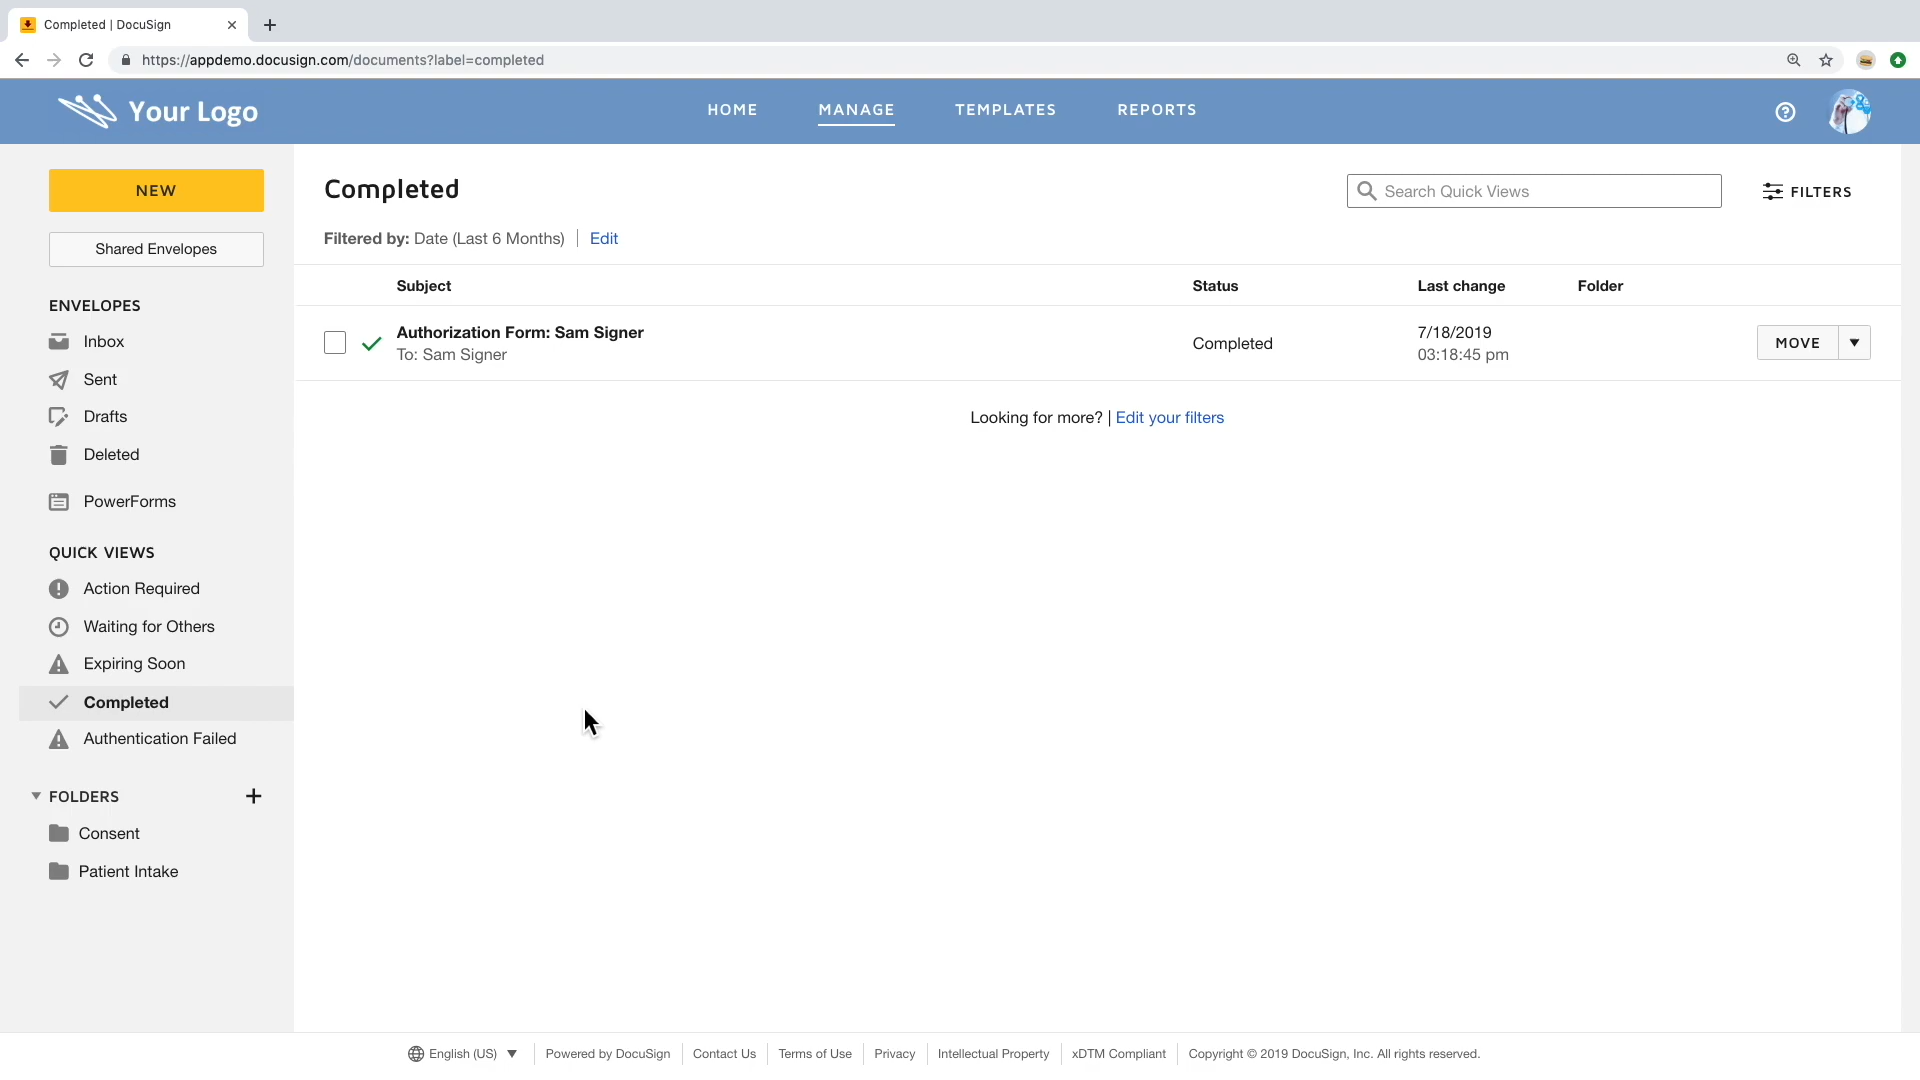 Completed | DocuSign
https://appdemo.docusign.com/documents?label=completed
Your Logo
HOME
MANAGE
TEMPLATES
REPORTS
NEW
Shared Envelopes
ENVELOPES
Inbox
Sent
Drafts
Deleted
PowerForms
QUICK VIEWS
Action Required
Waiting for Others
Expiring Soon
Completed
Authentication Failed
FOLDERS
Consent
Patient Intake
Completed
Search Quick Views
FILTERS
Filtered by: Date (Last 6 Months) | Edit
Subject
Status
Last change
Folder
Authorization Form: Sam Signer
To: Sam Signer
Completed
7/18/2019
03:18:45 pm
MOVE
Looking for more? | Edit your filters
English (US)
Powered by DocuSign
Contact Us
Terms of Use
Privacy
Intellectual Property
xDTM Compliant
Copyright © 2019 DocuSign, Inc. All rights reserved.